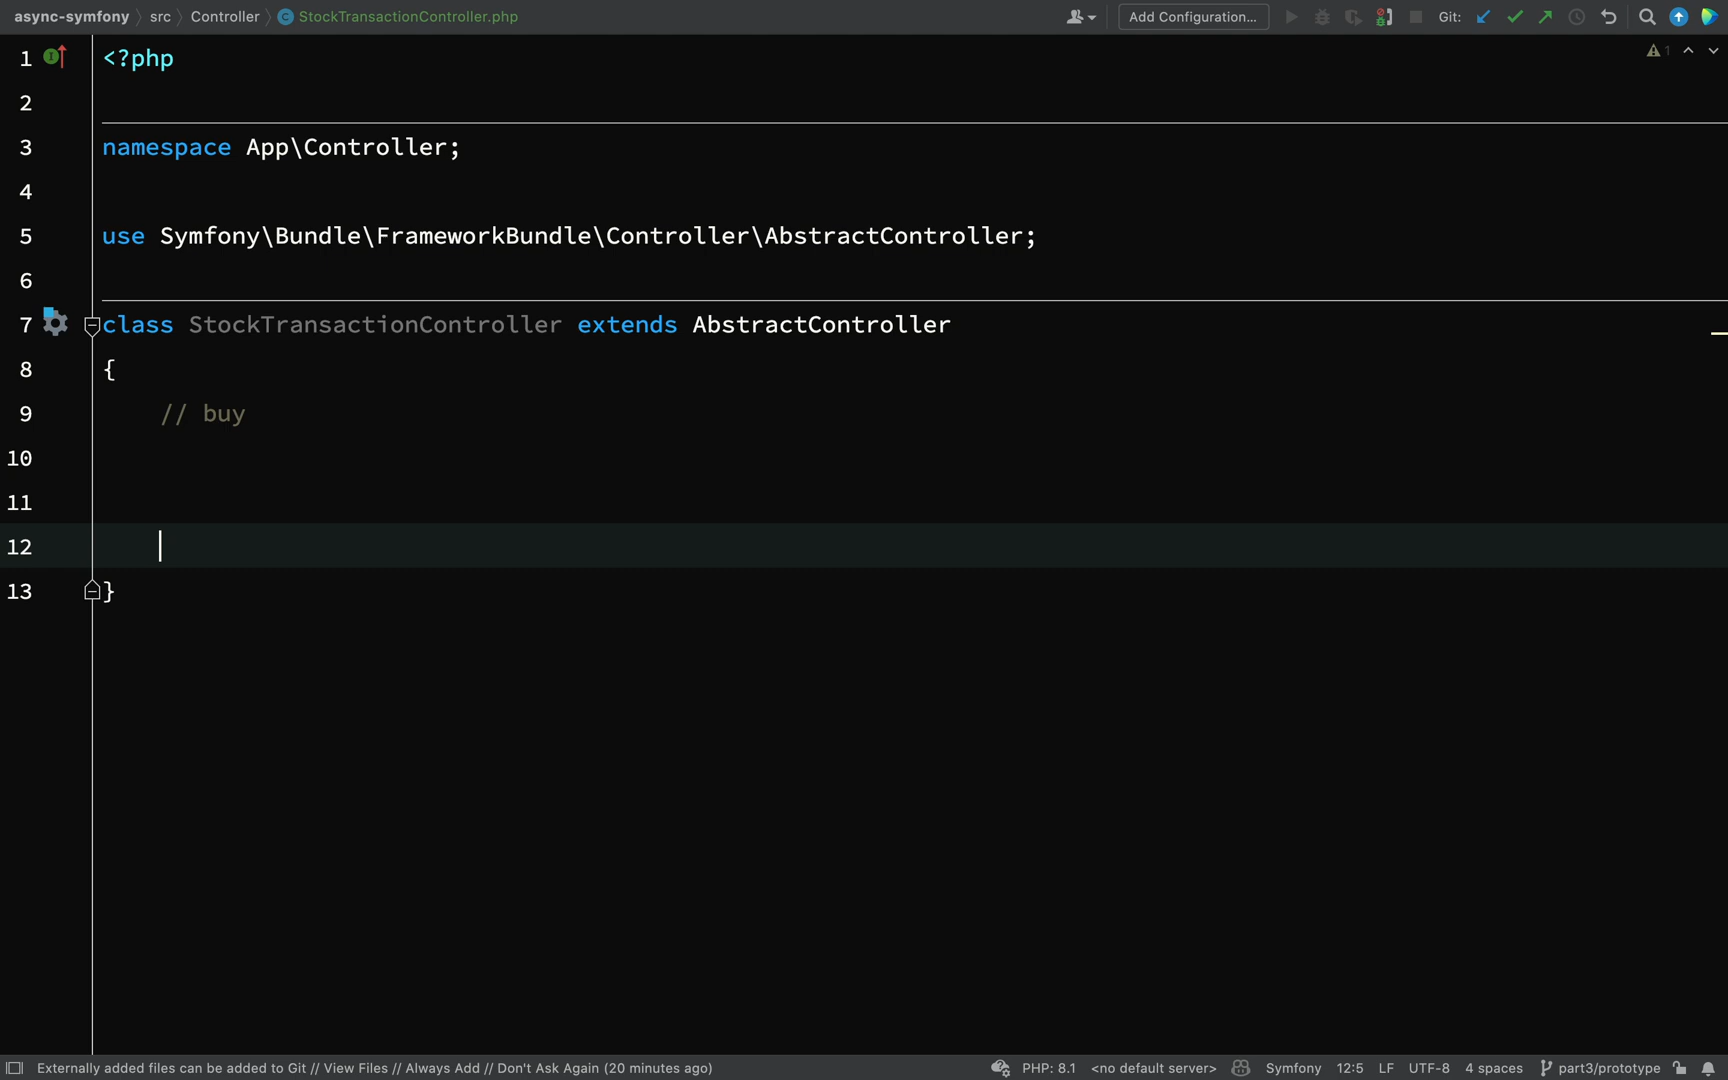 async-symfony src Controller StockTransactionController.php Add Configuration... Git:
1 <?php 1
2
3 namespace App\Controller;
4
5 use Symfony\Bundle\FrameworkBundle\Controller\AbstractController;
6
7 class StockTransactionController extends AbstractController
8 {
9 // buy
10
11
12
13 }
Externally added files can be added to Git // View Files // Always Add // Don't Ask Again (20 minutes ago) PHP: 8.1 <no default server> Symfony 12:5 LF UTF-8 4 spaces part3/prototype